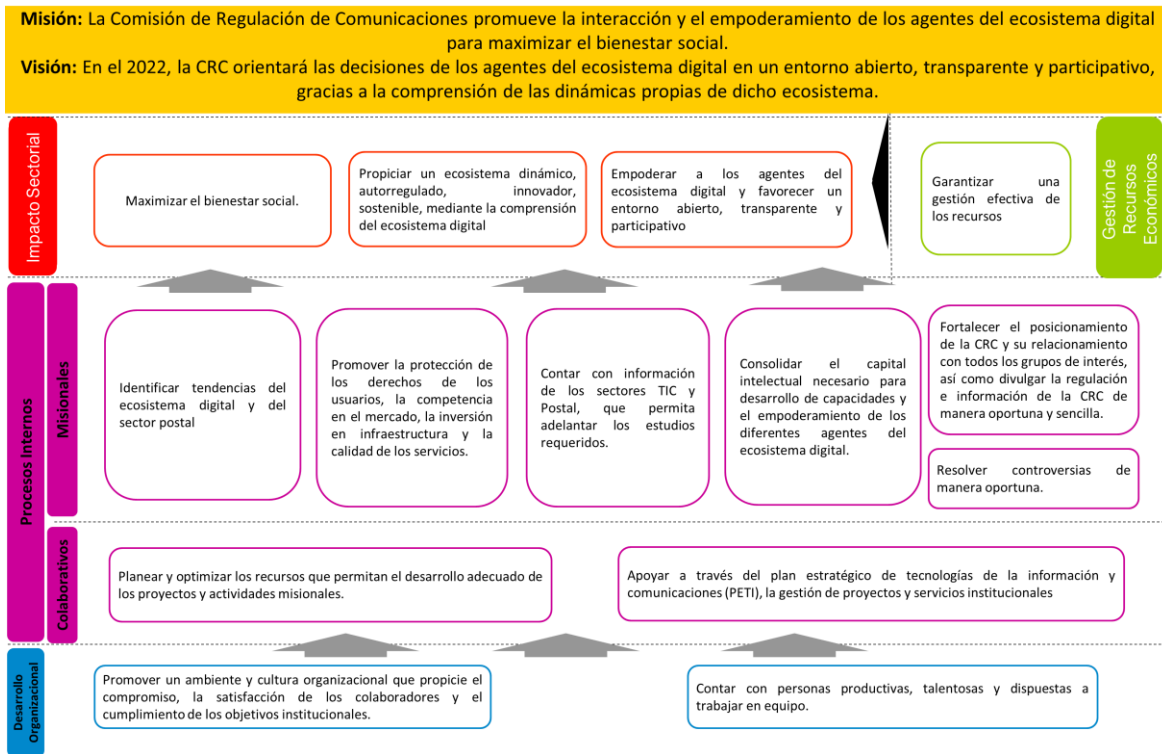 Misión: La Comisión de Regulación de Comunicaciones promueve la interacción y el empoderamiento de los agentes del ecosistema digital
para maximizar el bienestar social.
Visión: En el 2022, la CRC orientará las decisiones de los agentes del ecosistema digital en un entorno abierto, transparente y participativo,
gracias a la comprensión de las dinámicas propias de dicho ecosistema.
Impacto Sectorial
Maximizar el bienestar social.
Propiciar un ecosistema dinámico,
autorregulado, innovador,
sostenible, mediante la comprensión
del ecosistema digital
Empoderar a los agentes del
ecosistema digital y favorecer un
entorno abierto, transparente y
participativo
Garantizar una
gestión efectiva de
los recursos
Gestión de
Recursos
Económicos
Procesos internos
Misionales
Identificar tendencias del
ecosistema digital y del
sector postal
Promover la protección de
los derechos de los
usuarios, la competencia
en el mercado, la inversión
en infraestructura y la
calidad de los servicios.
Contar con información
de los sectores TIC y
Postal, que permita
adelantar los estudios
requeridos.
Consolidar el capital
intelectual necesario para
desarrollo de capacidades y
el empoderamiento de los
diferentes agentes del
ecosistema digital.
Fortalecer el posicionamiento
de la CRC y su relacionamiento
con todos los grupos de interés,
así como divulgar la regulación
e información de la CRC de
manera oportuna y sencilla.
Resolver controversias de
manera oportuna.
Colaborativos
Planear y optimizar los recursos que permitan el desarrollo adecuado de
los proyectos y actividades misionales.
Apoyar a través del plan estratégico de tecnologías de la información y
comunicaciones (PETI), la gestión de proyectos y servicios institucionales
Desarrollo
Organizacional
Promover un ambiente y cultura organizacional que propicie el
compromiso, la satisfacción de los colaboradores y el
cumplimiento de los objetivos institucionales.
Contar con personas productivas, talentosas y dispuestas a
trabajar en equipo.